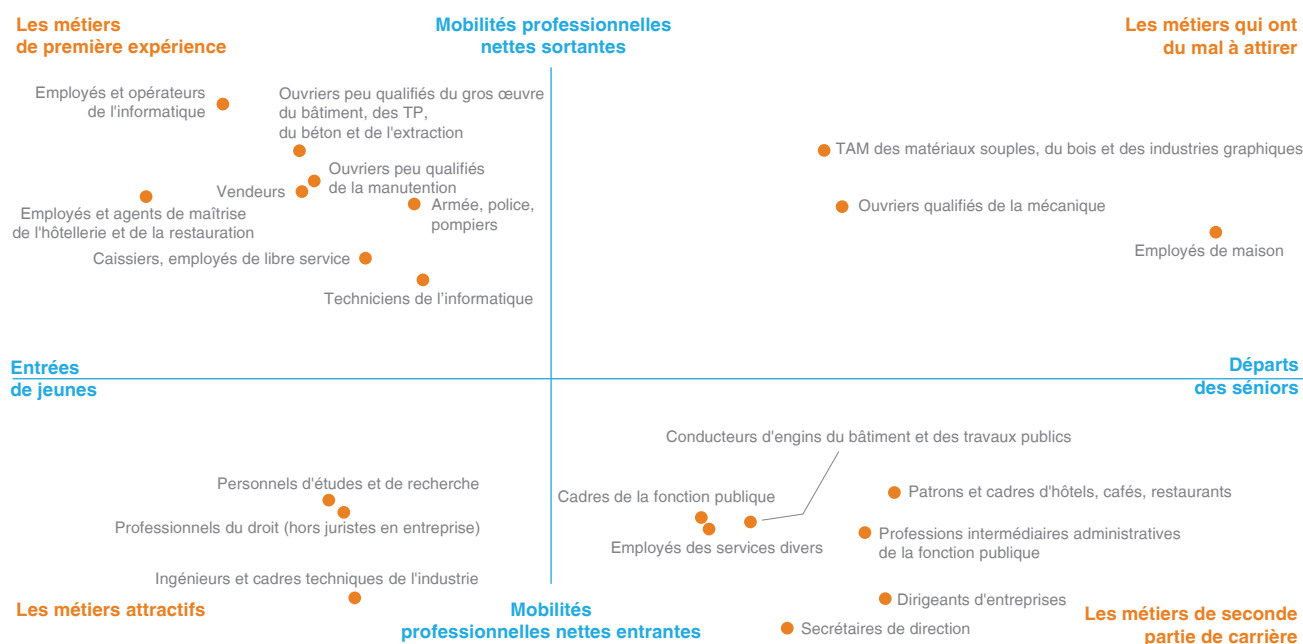 Les métiers
de première expérience
Mobilités professionnelles
nettes sortantes
Les métiers qui ont
du mal à attirer
Employés et opérateurs
de l'informatique
Ouvriers peu qualifiés du gros œuvre
du bâtiment, des TP,
du béton et de l'extraction
TAM des matériaux souples, du bois et des industries graphiques
Ouvriers peu qualifiés
de la manutention
Vendeurs
Armée, police,
pompiers
Ouvriers qualifiés de la mécanique
Employés et agents de maîtrise
de l'hôtellerie et de la restauration
Employés de maison
Caissiers, employés de libre service
Techniciens de l'informatique
Entrées
de jeunes
Départs
des séniors
Conducteurs d'engins du bâtiment et des travaux publics
Personnels d'études et de recherche
Cadres de la fonction publique
Patrons et cadres d'hôtels, cafés, restaurants
Professionnels du droit (hors juristes en entreprise)
Employés des services divers
Professions intermédiaires administratives
de la fonction publique
Ingénieurs et cadres techniques de l'industrie
Les métiers attractifs
Mobilités
professionnelles nettes entrantes
Dirigeants d'entreprises
Secrétaires de direction
Les métiers de seconde
partie de carrière